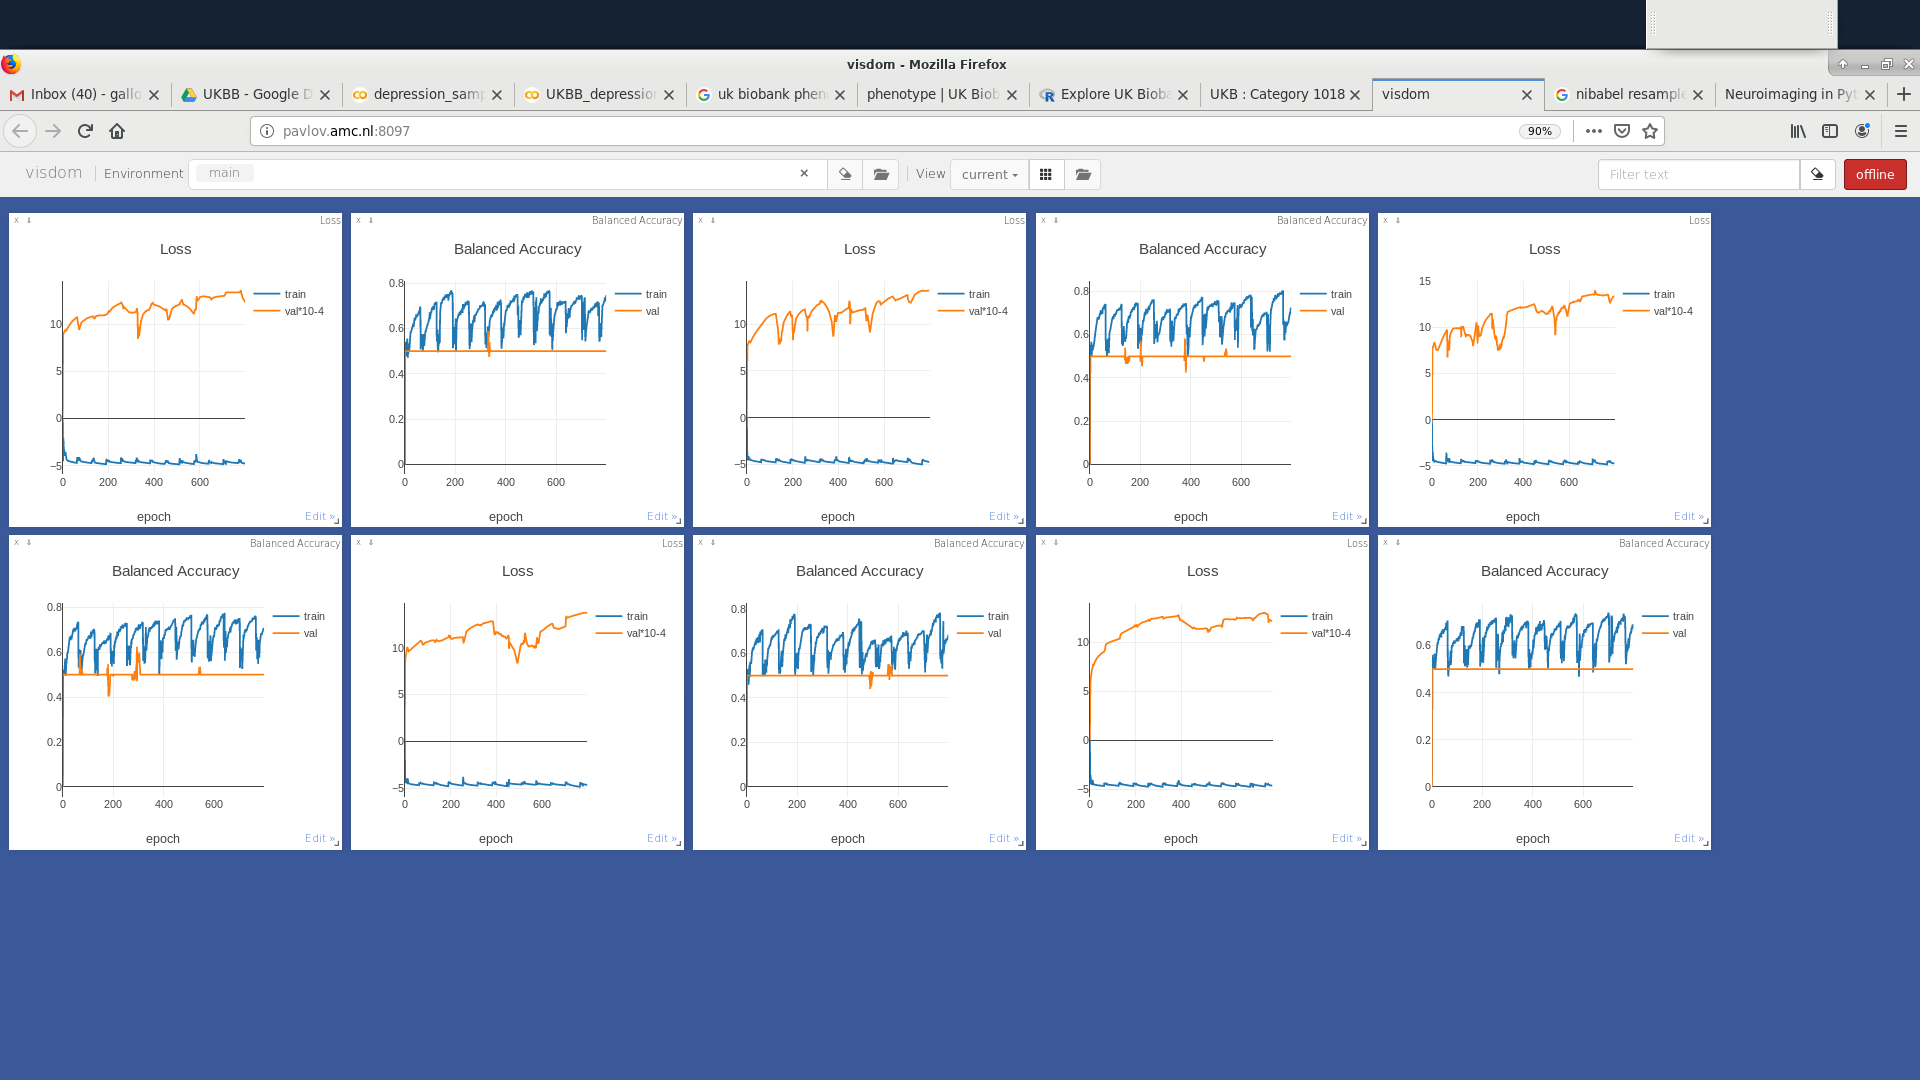 visdom - Mozilla Firefox
Inbox (40) - gallo
UKBB - Google D
depression_samp
UKBB_depression
uk biobank phen
phenotype | UK Biob
Explore UK Bioba
UKB : Category 1018
visdom
nibabel resample
Neuroimaging in Pyt
pavlov.amc.nl:8097
90%
visdom
Environment
main
View
current
Filter text
offline
x
Loss
Loss
10
5
0
−5
0 200 400 600
train
val*10-4
epoch
Edit »
x
Balanced Accuracy
Balanced Accuracy
0.8
0.6
0.4
0.2
0
0 200 400 600
train
val
epoch
Edit »
x
Loss
Loss
10
5
0
−5
0 200 400 600
train
val*10-4
epoch
Edit »
x
Balanced Accuracy
Balanced Accuracy
0.8
0.6
0.4
0.2
0
0 200 400 600
train
val
epoch
Edit »
x
Loss
Loss
15
10
5
0
−5
0 200 400 600
train
val*10-4
epoch
Edit »
x
Balanced Accuracy
Balanced Accuracy
0.8
0.6
0.4
0.2
0
0 200 400 600
train
val
epoch
Edit »
x
Loss
Loss
10
5
0
−5
0 200 400 600
train
val*10-4
epoch
Edit »
x
Balanced Accuracy
Balanced Accuracy
0.8
0.6
0.4
0.2
0
0 200 400 600
train
val
epoch
Edit »
x
Loss
Loss
10
5
0
−5
0 200 400 600
train
val*10-4
epoch
Edit »
x
Balanced Accuracy
Balanced Accuracy
0.6
0.4
0.2
0
0 200 400 600
train
val
epoch
Edit »